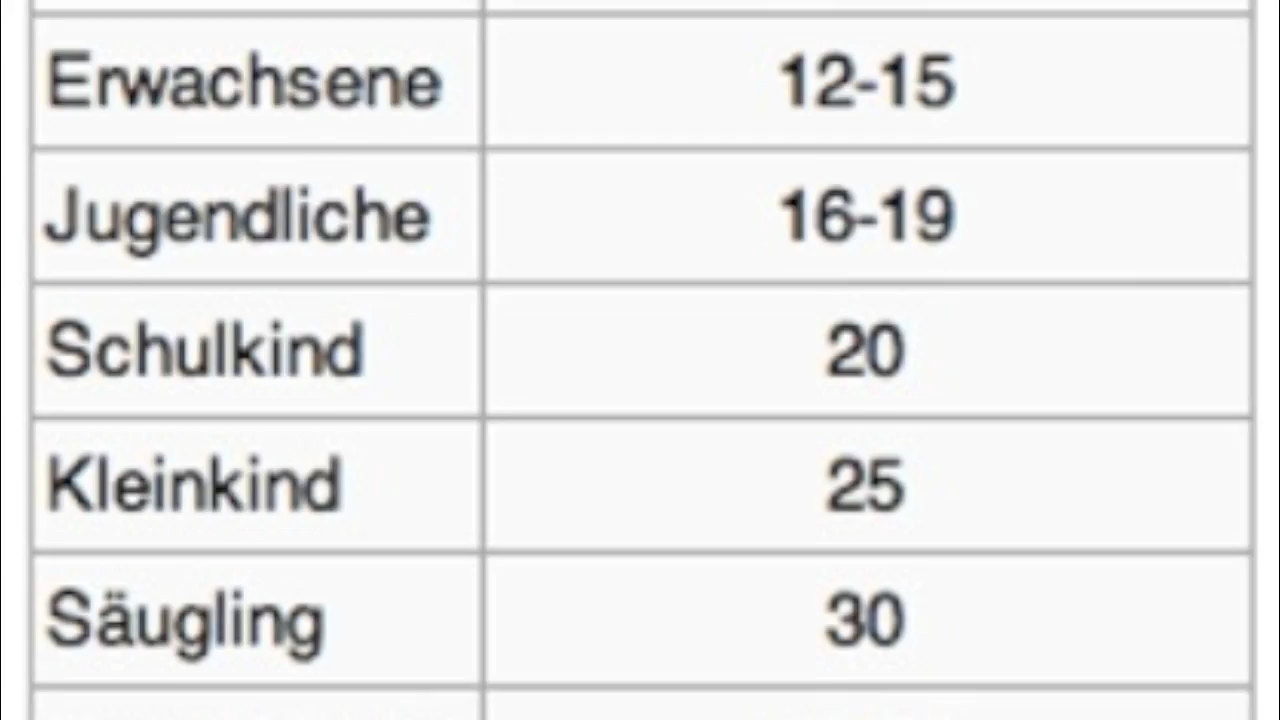 Erwachsene 12-15
Jugendliche 16-19
Schulkind 20
Kleinkind 25
Säugling 30